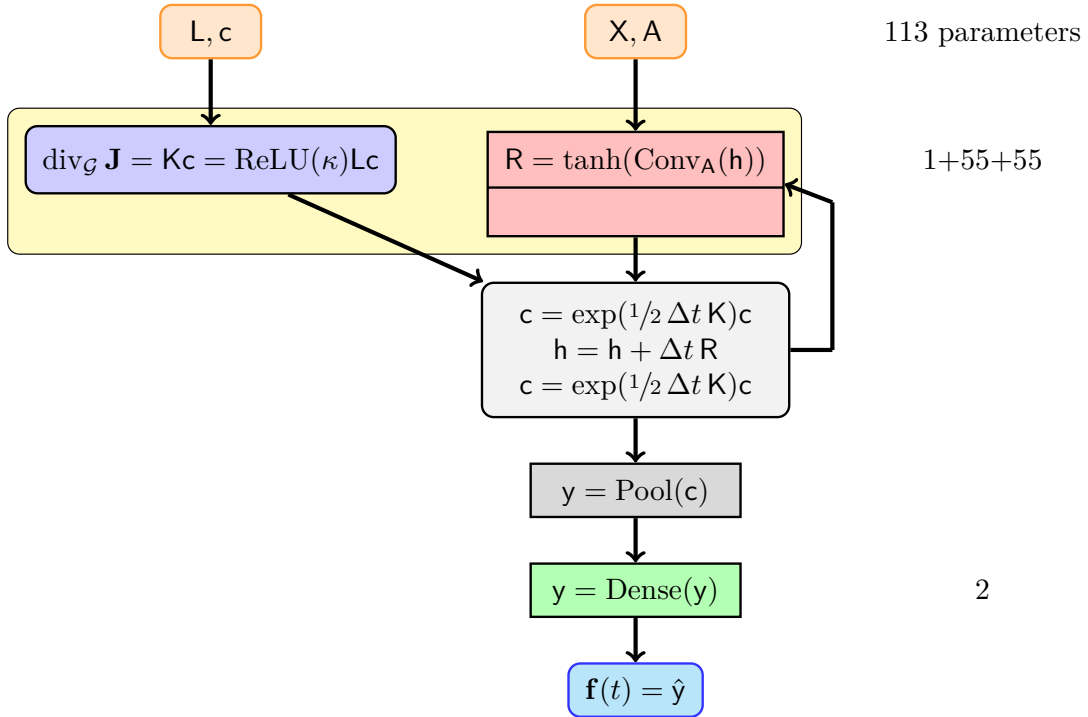 L, c
X, A
113 parameters
div𝒢 J = Kc = ReLU(κ)Lc
R = tanh(Conv_A(h))
1+55+55
c = exp(1/2 Δt K)c
h = h + Δt R
c = exp(1/2 Δt K)c
y = Pool(c)
y = Dense(y)
2
f(t) = ŷ